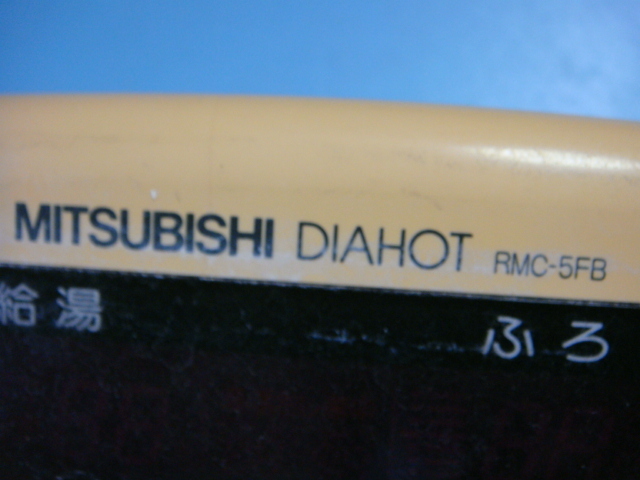 MITSUBISHI DIAHOT RMC-5FB
給湯 ふろ